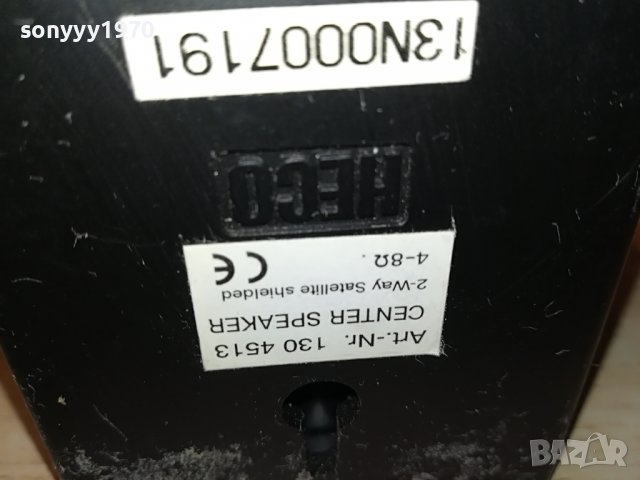 sonyyy1970
13N0007191
HECO
Art.-Nr. 130 4513
CENTER SPEAKER
2-Way Satellite shielded
4-8Ω.
CE
BAZAR